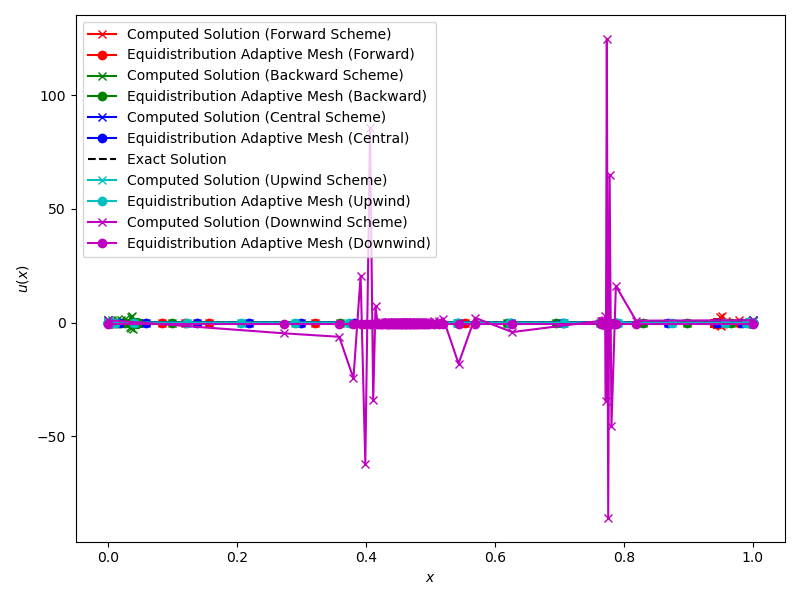 Computed Solution (Forward Scheme)
Equidistribution Adaptive Mesh (Forward)
Computed Solution (Backward Scheme)
Equidistribution Adaptive Mesh (Backward)
Computed Solution (Central Scheme)
Equidistribution Adaptive Mesh (Central)
Exact Solution
Computed Solution (Upwind Scheme)
Equidistribution Adaptive Mesh (Upwind)
Computed Solution (Downwind Scheme)
Equidistribution Adaptive Mesh (Downwind)
100
50
0
−50
u(x)
0.0 0.2 0.4 0.6 0.8 1.0
x